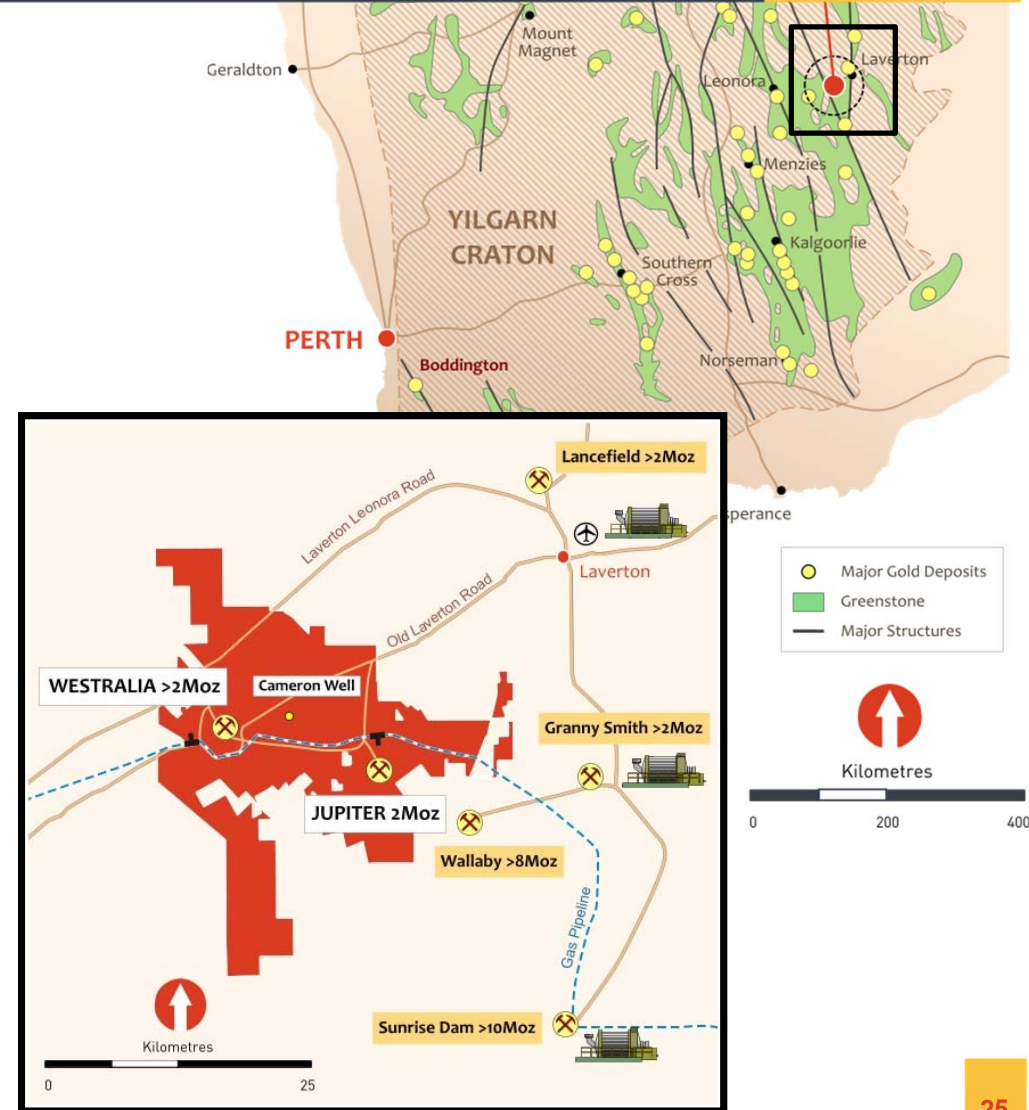 Mount
Magnet
Geraldton
Laverton
Leonora
Menzies
YILGARN
CRATON
Kalgoorlie
Southern
Cross
PERTH
Boddington
Norseman
sperance
Major Gold Deposits
Greenstone
Major Structures
Kilometres
0 200 400
Lancefield >2Moz
Laverton Leonora Road
Laverton
Old Laverton Road
WESTRALIA >2Moz
Cameron Well
Granny Smith >2Moz
JUPITER 2Moz
Wallaby >8Moz
Gas Pipeline
Sunrise Dam >10Moz
Kilometres
0 25
25